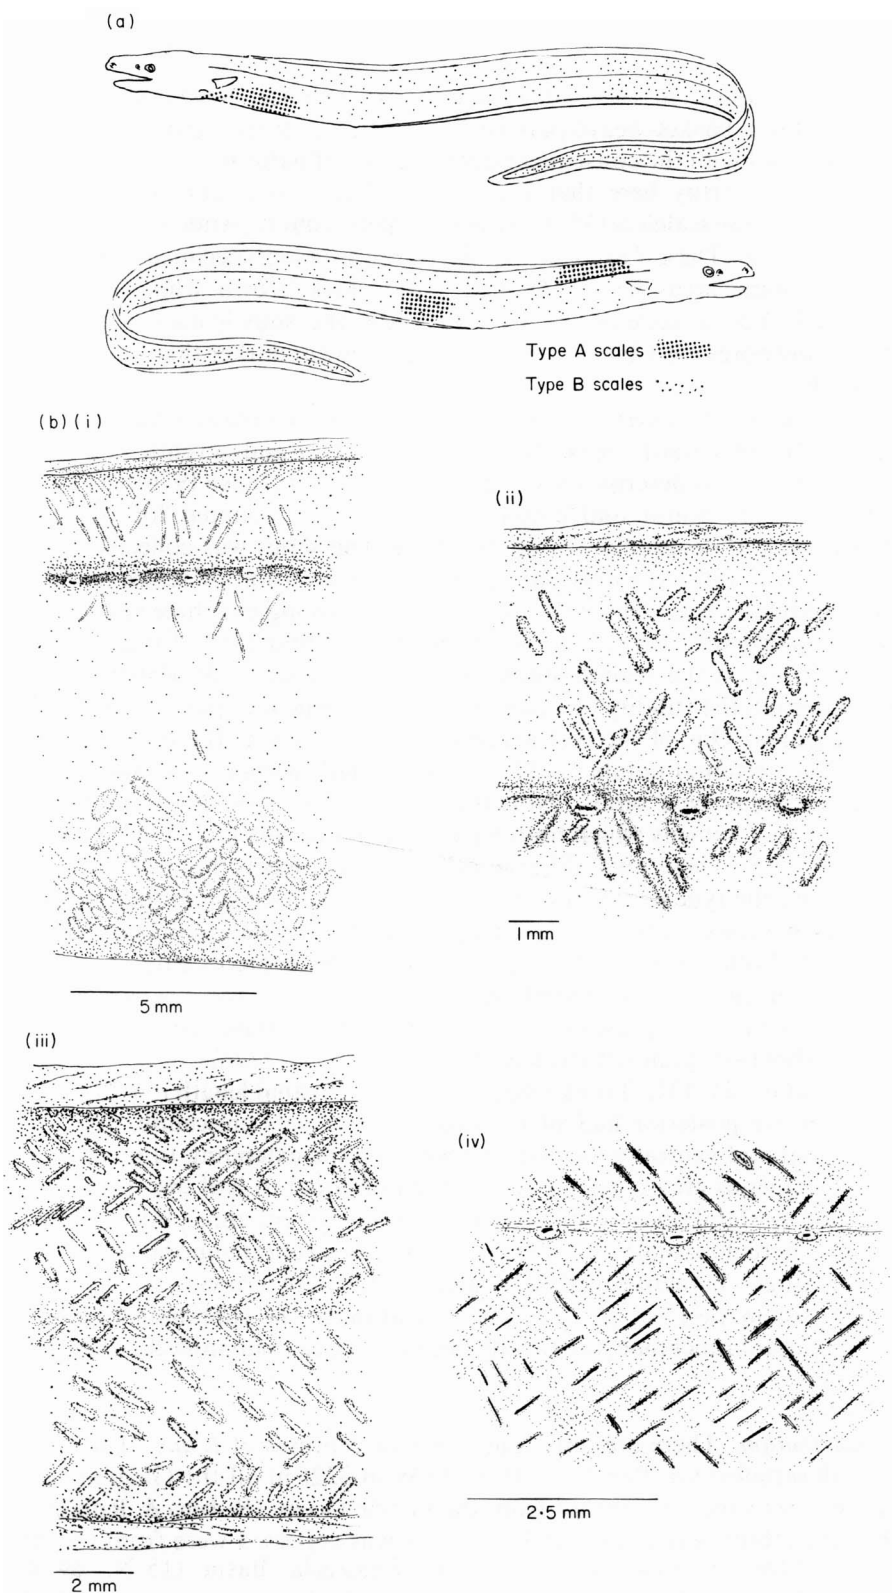 (a)
Type A scales
Type B scales
(b) (i)
(ii)
1 mm
5 mm
(iii)
(iv)
2·5 mm
2 mm